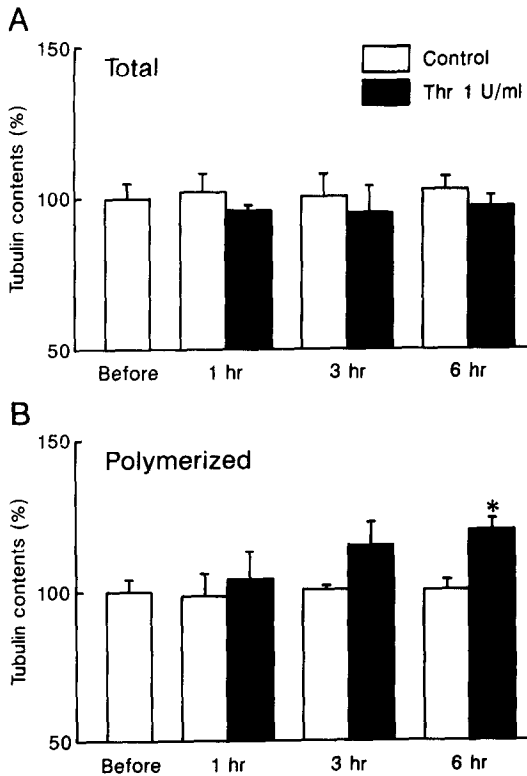 A
Total
Control
Thr 1 U/ml
Tubulin contents (%)
150
100
50
Before 1 hr 3 hr 6 hr
B
Polymerized
Tubulin contents (%)
150
100
50
*
Before 1 hr 3 hr 6 hr